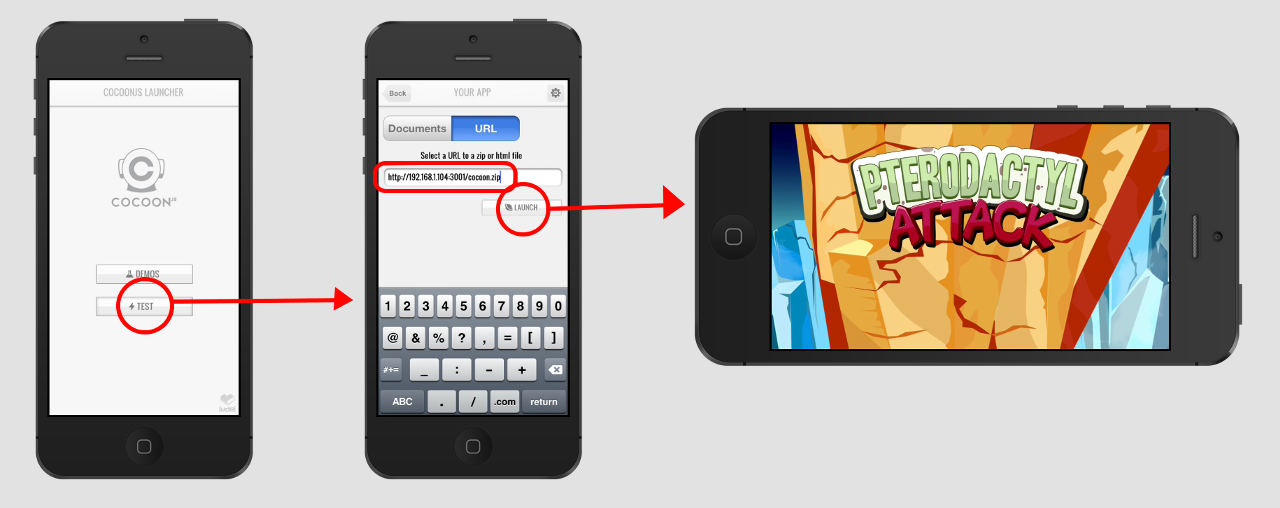 COCOONJS LAUNCHER
C
COCOONJS
DEMOS
TEST
ludei
Back
YOUR APP
Documents
URL
Select a URL to a zip or html file
http://192.168.1.104:3001/cocoon.zip
LAUNCH
1 2 3 4 5 6 7 8 9 0
@ & % ? , = [ ]
#+= _ : - +
ABC . / .com return
PTERODACTYL
ATTACK